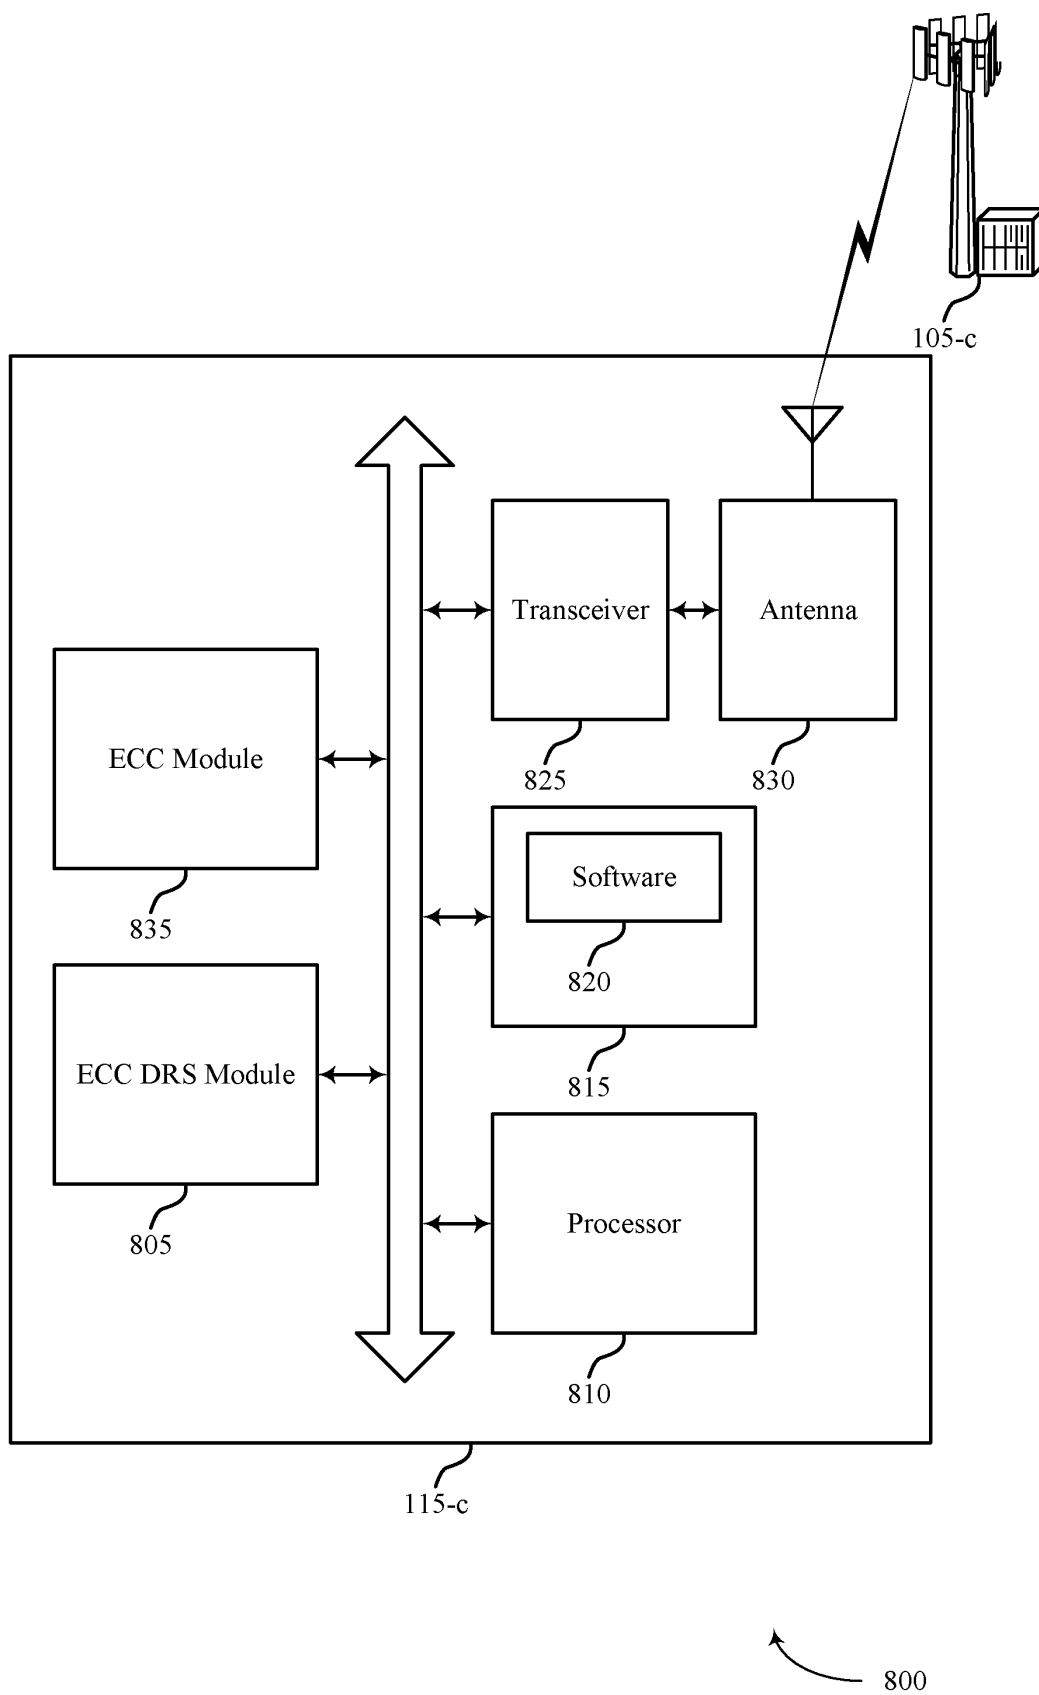 105-c
Transceiver
Antenna
825
830
ECC Module
835
Software
820
815
ECC DRS Module
805
Processor
810
115-c
800